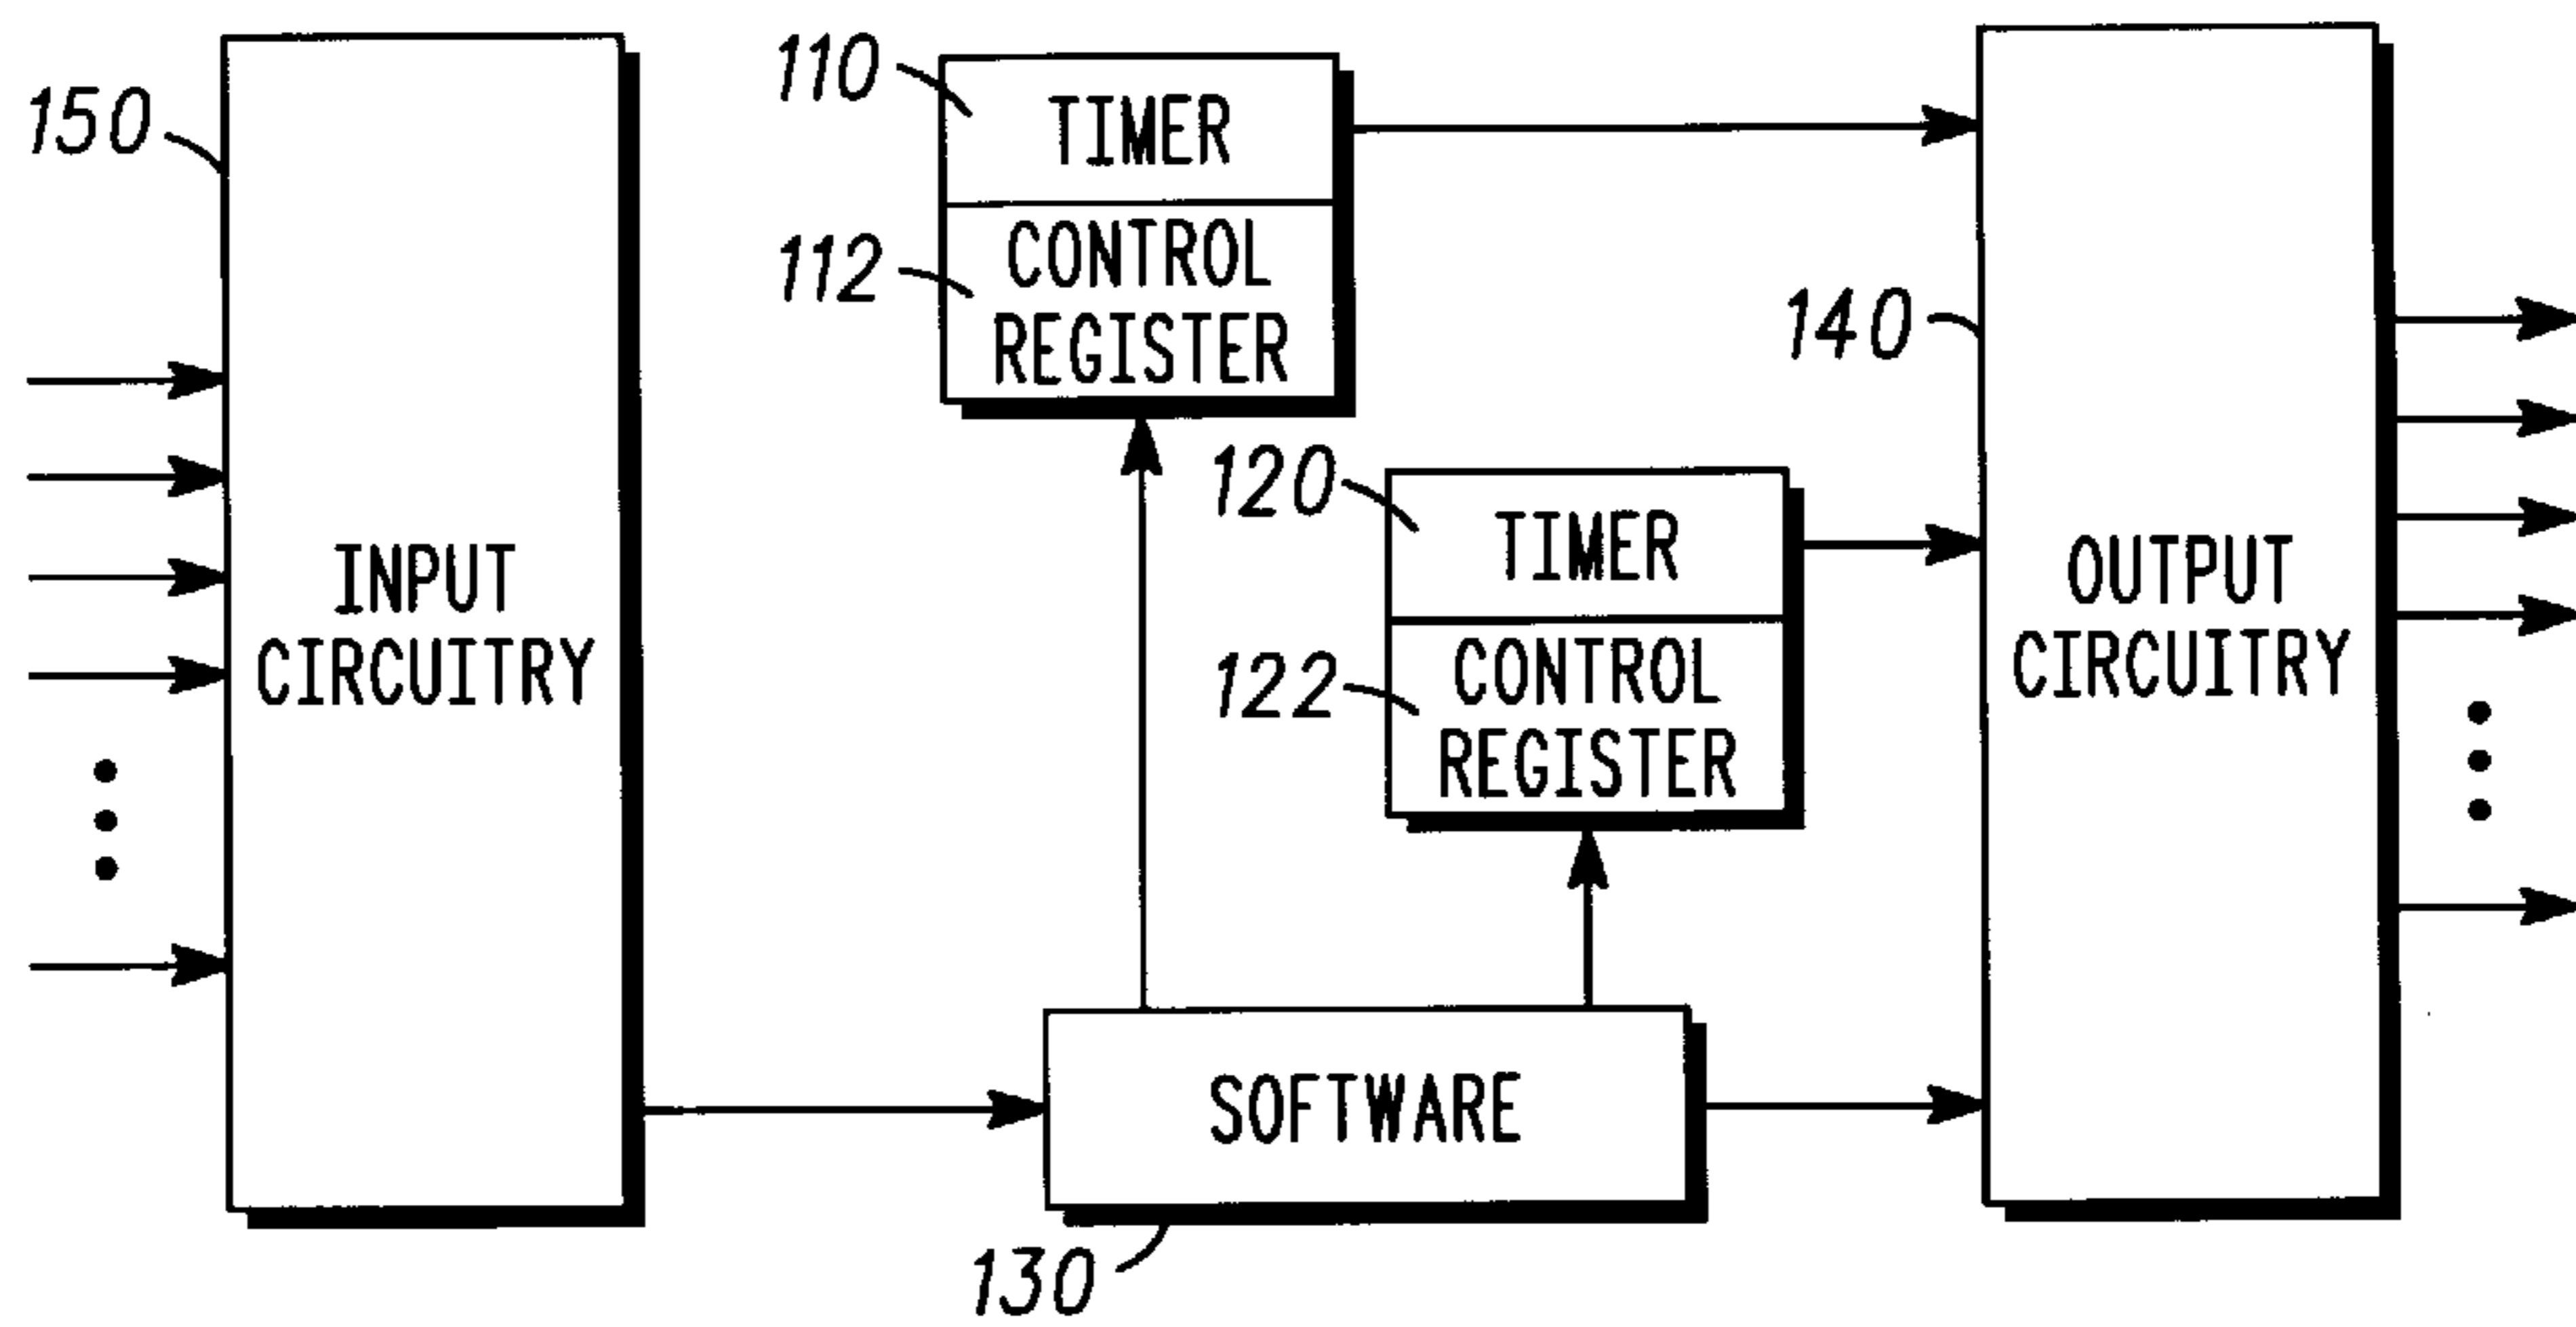 150
INPUT
CIRCUITRY
110
TIMER
112
CONTROL
REGISTER
120
TIMER
122
CONTROL
REGISTER
SOFTWARE
130
140
OUTPUT
CIRCUITRY